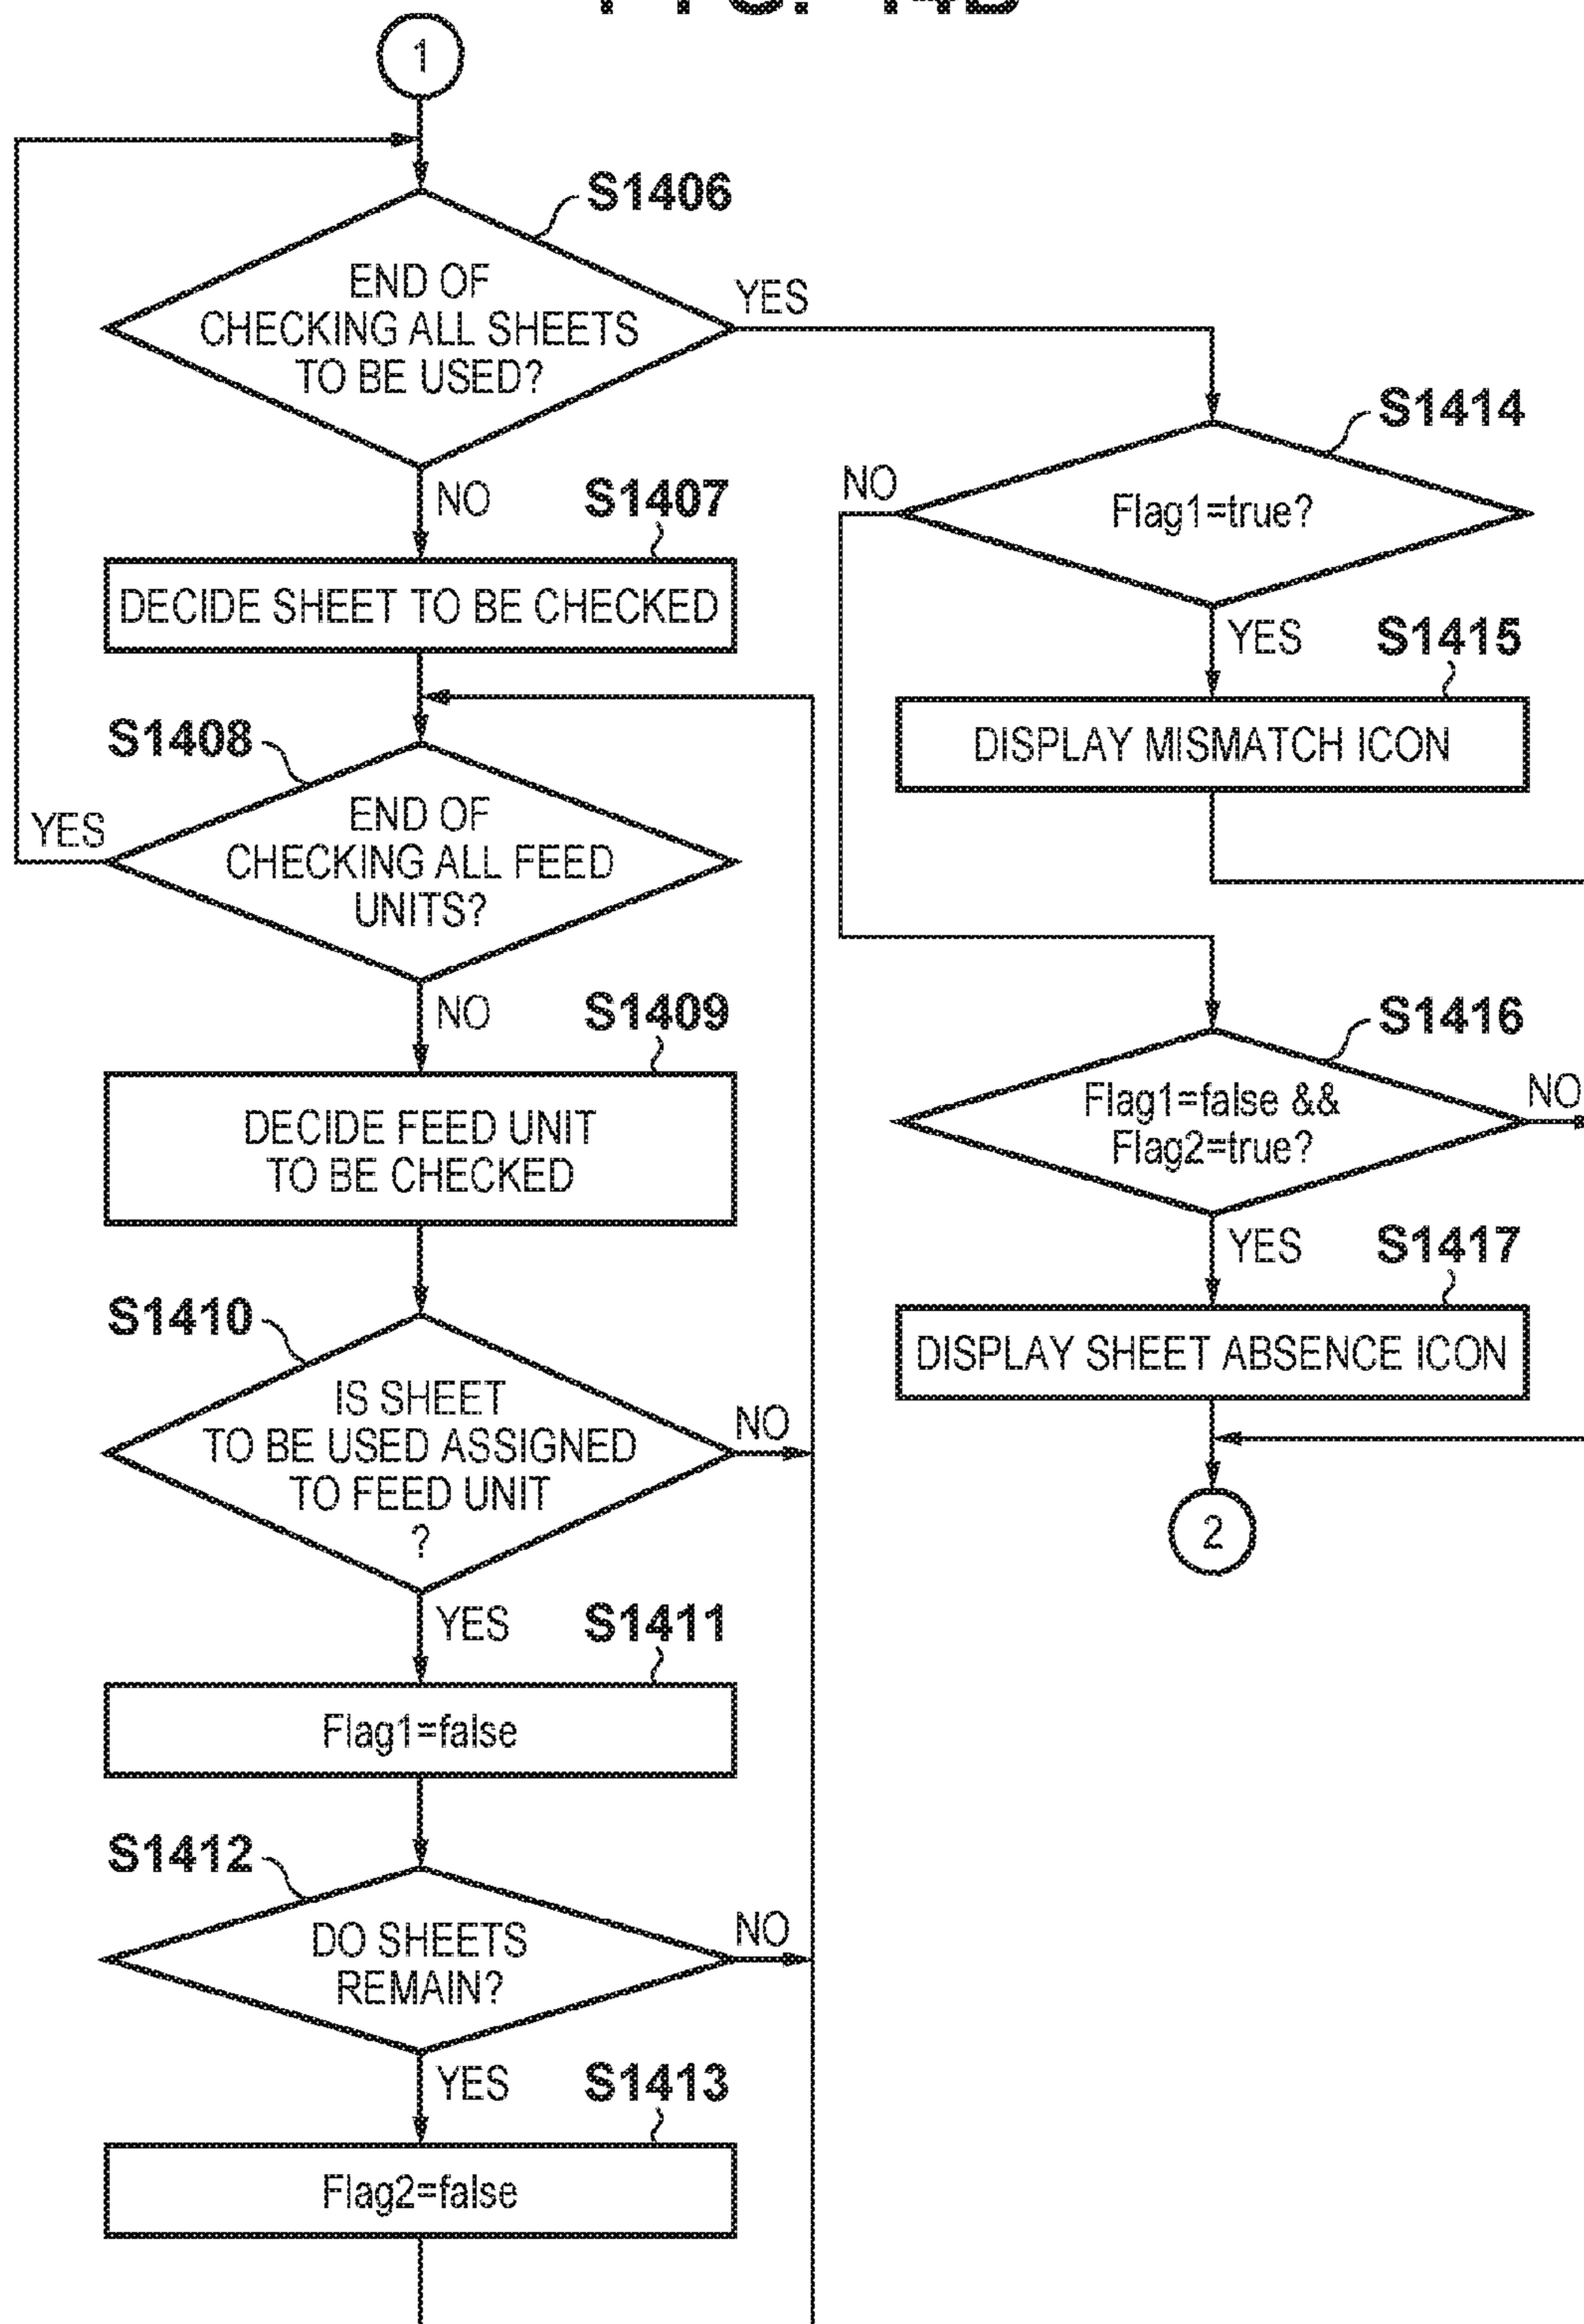 FIG. 14B
1
S1406
END OF
CHECKING ALL SHEETS
TO BE USED?
YES
NO
S1407
DECIDE SHEET TO BE CHECKED
S1408
END OF
CHECKING ALL FEED
UNITS?
YES
NO
S1409
DECIDE FEED UNIT
TO BE CHECKED
S1410
IS SHEET
TO BE USED ASSIGNED
TO FEED UNIT
?
NO
YES
S1411
Flag1=false
S1412
DO SHEETS
REMAIN?
NO
YES
S1413
Flag2=false
S1414
Flag1=true?
NO
YES
S1415
DISPLAY MISMATCH ICON
S1416
Flag1=false &&
Flag2=true?
NO
YES
S1417
DISPLAY SHEET ABSENCE ICON
2